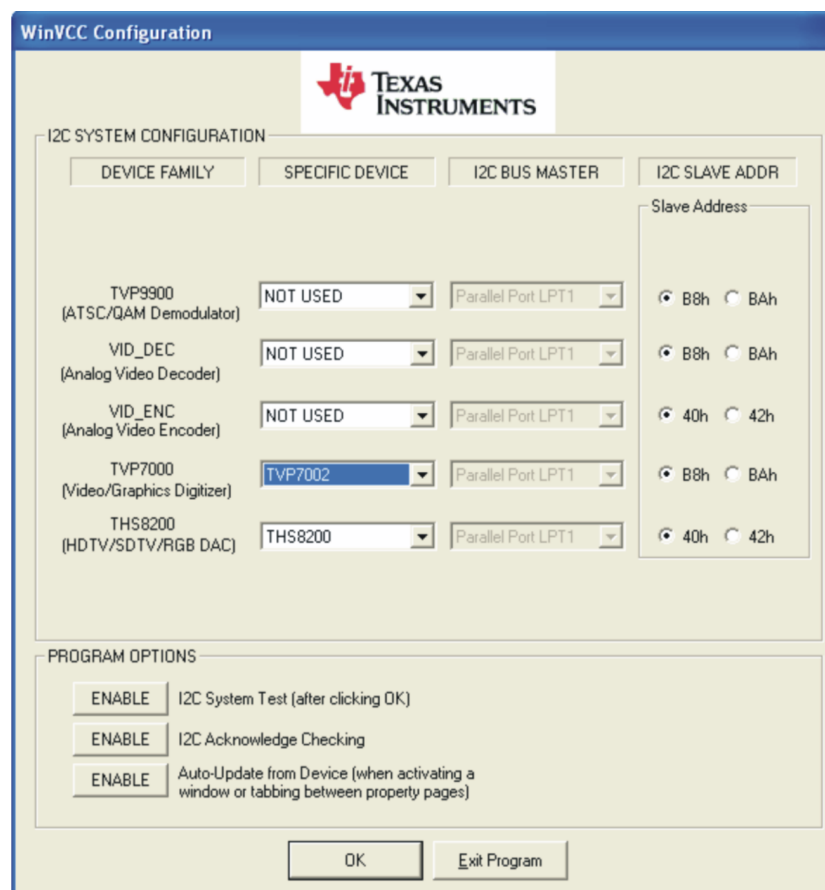 WinVCC Configuration
TEXAS
INSTRUMENTS
I2C SYSTEM CONFIGURATION
DEVICE FAMILY SPECIFIC DEVICE I2C BUS MASTER I2C SLAVE ADDR
Slave Address
TVP9900
(ATSC/QAM Demodulator)
NOT USED Parallel Port LPT1 B8h BAh
VID_DEC
(Analog Video Decoder)
NOT USED Parallel Port LPT1 B8h BAh
VID_ENC
(Analog Video Encoder)
NOT USED Parallel Port LPT1 40h 42h
TVP7000
(Video/Graphics Digitizer)
TVP7002 Parallel Port LPT1 B8h BAh
THS8200
(HDTV/SDTV/RGB DAC)
THS8200 Parallel Port LPT1 40h 42h
PROGRAM OPTIONS
ENABLE I2C System Test (after clicking OK)
ENABLE I2C Acknowledge Checking
ENABLE Auto-Update from Device (when activating a
window or tabbing between property pages)
OK Exit Program